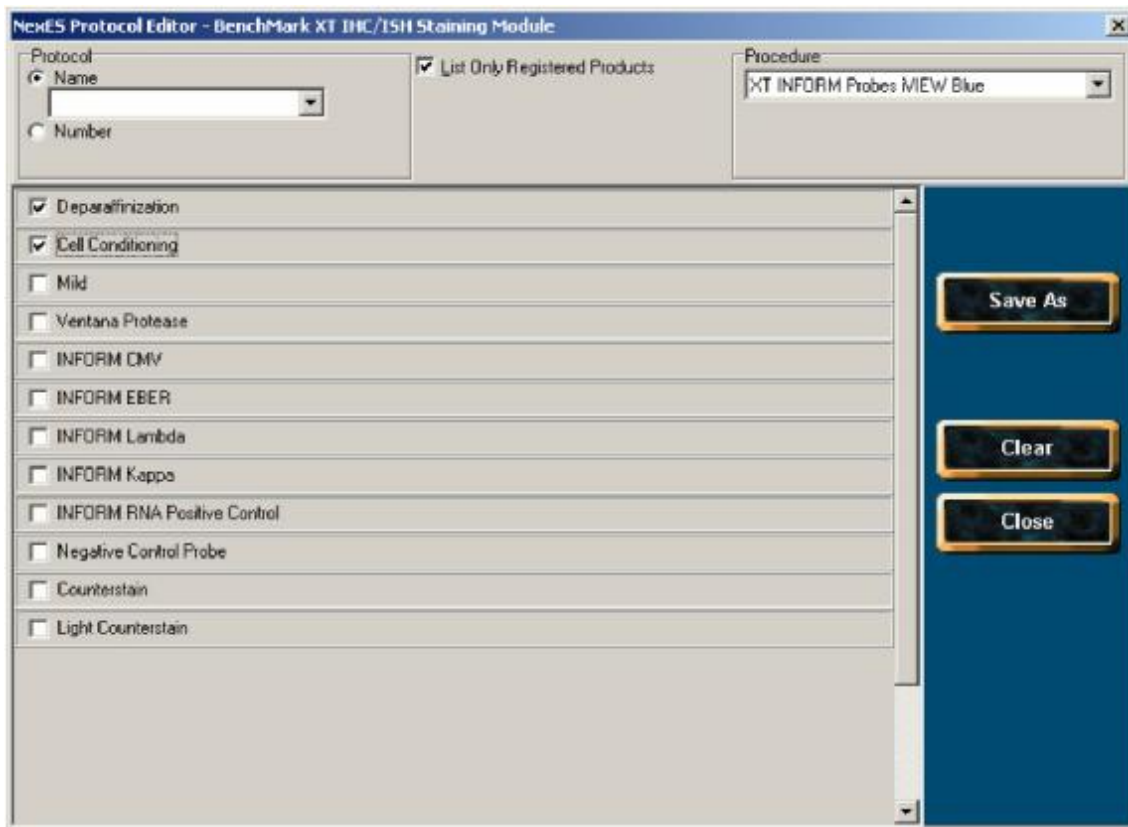 NexES Protocol Editor - BenchMark XT IHC/ISH Staining Module
Protocol
Name
Number
List Only Registered Products
Procedure
XT INFORM Probes iVIEW Blue
Deparaffinization
Cell Conditioning
Mild
Ventana Protease
INFORM CMV
INFORM EBER
INFORM Lambda
INFORM Kappa
INFORM RNA Positive Control
Negative Control Probe
Counterstain
Light Counterstain
Save As
Clear
Close